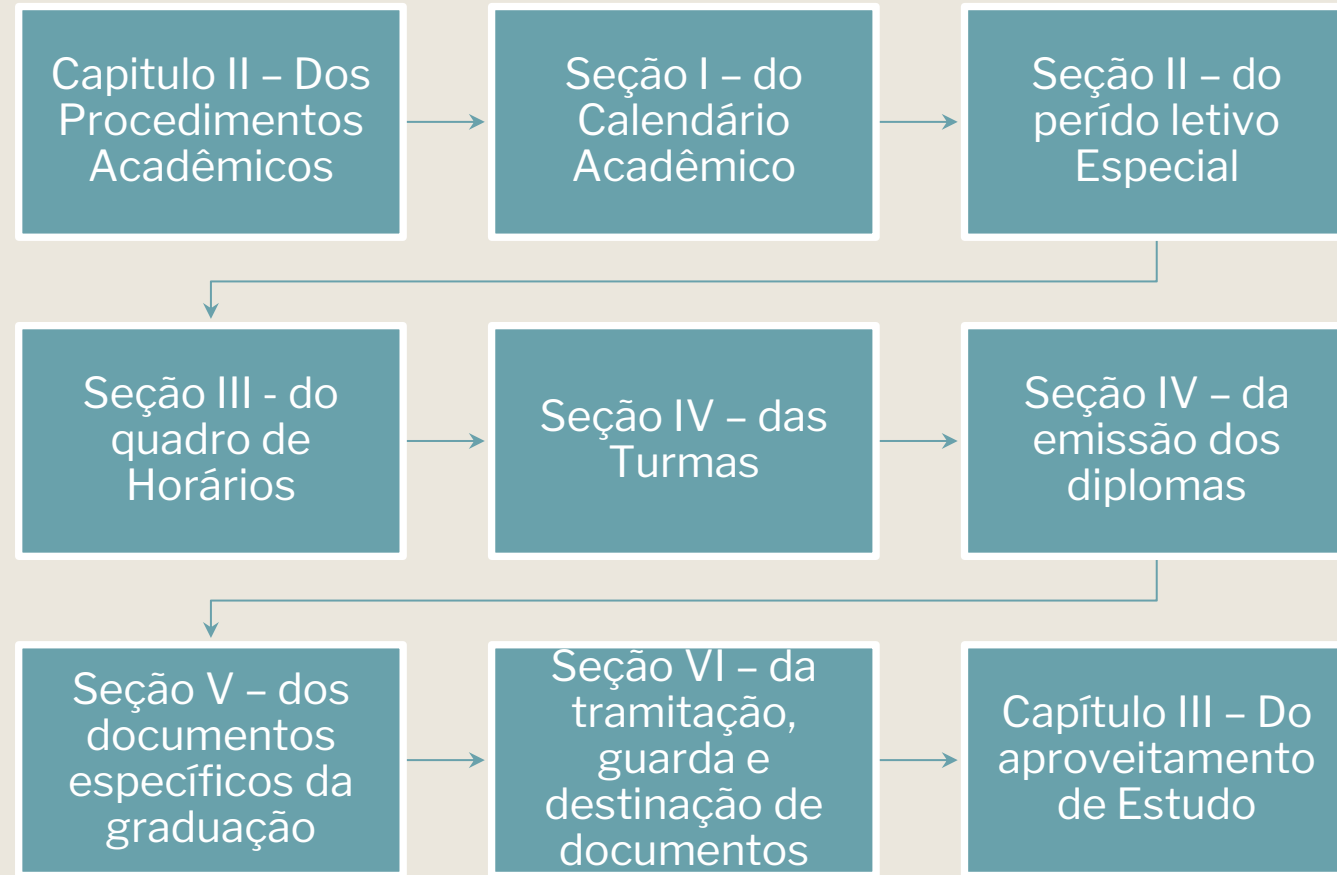 Capitulo II – Dos
Procedimentos
Acadêmicos
Seção I – do
Calendário
Acadêmico
Seção II – do
perído letivo
Especial
Seção III - do
quadro de
Horários
Seção IV – das
Turmas
Seção IV – da
emissão dos
diplomas
Seção V – dos
documentos
específicos da
graduação
Seção VI – da
tramitação,
guarda e
destinação de
documentos
Capítulo III – Do
aproveitamento
de Estudo